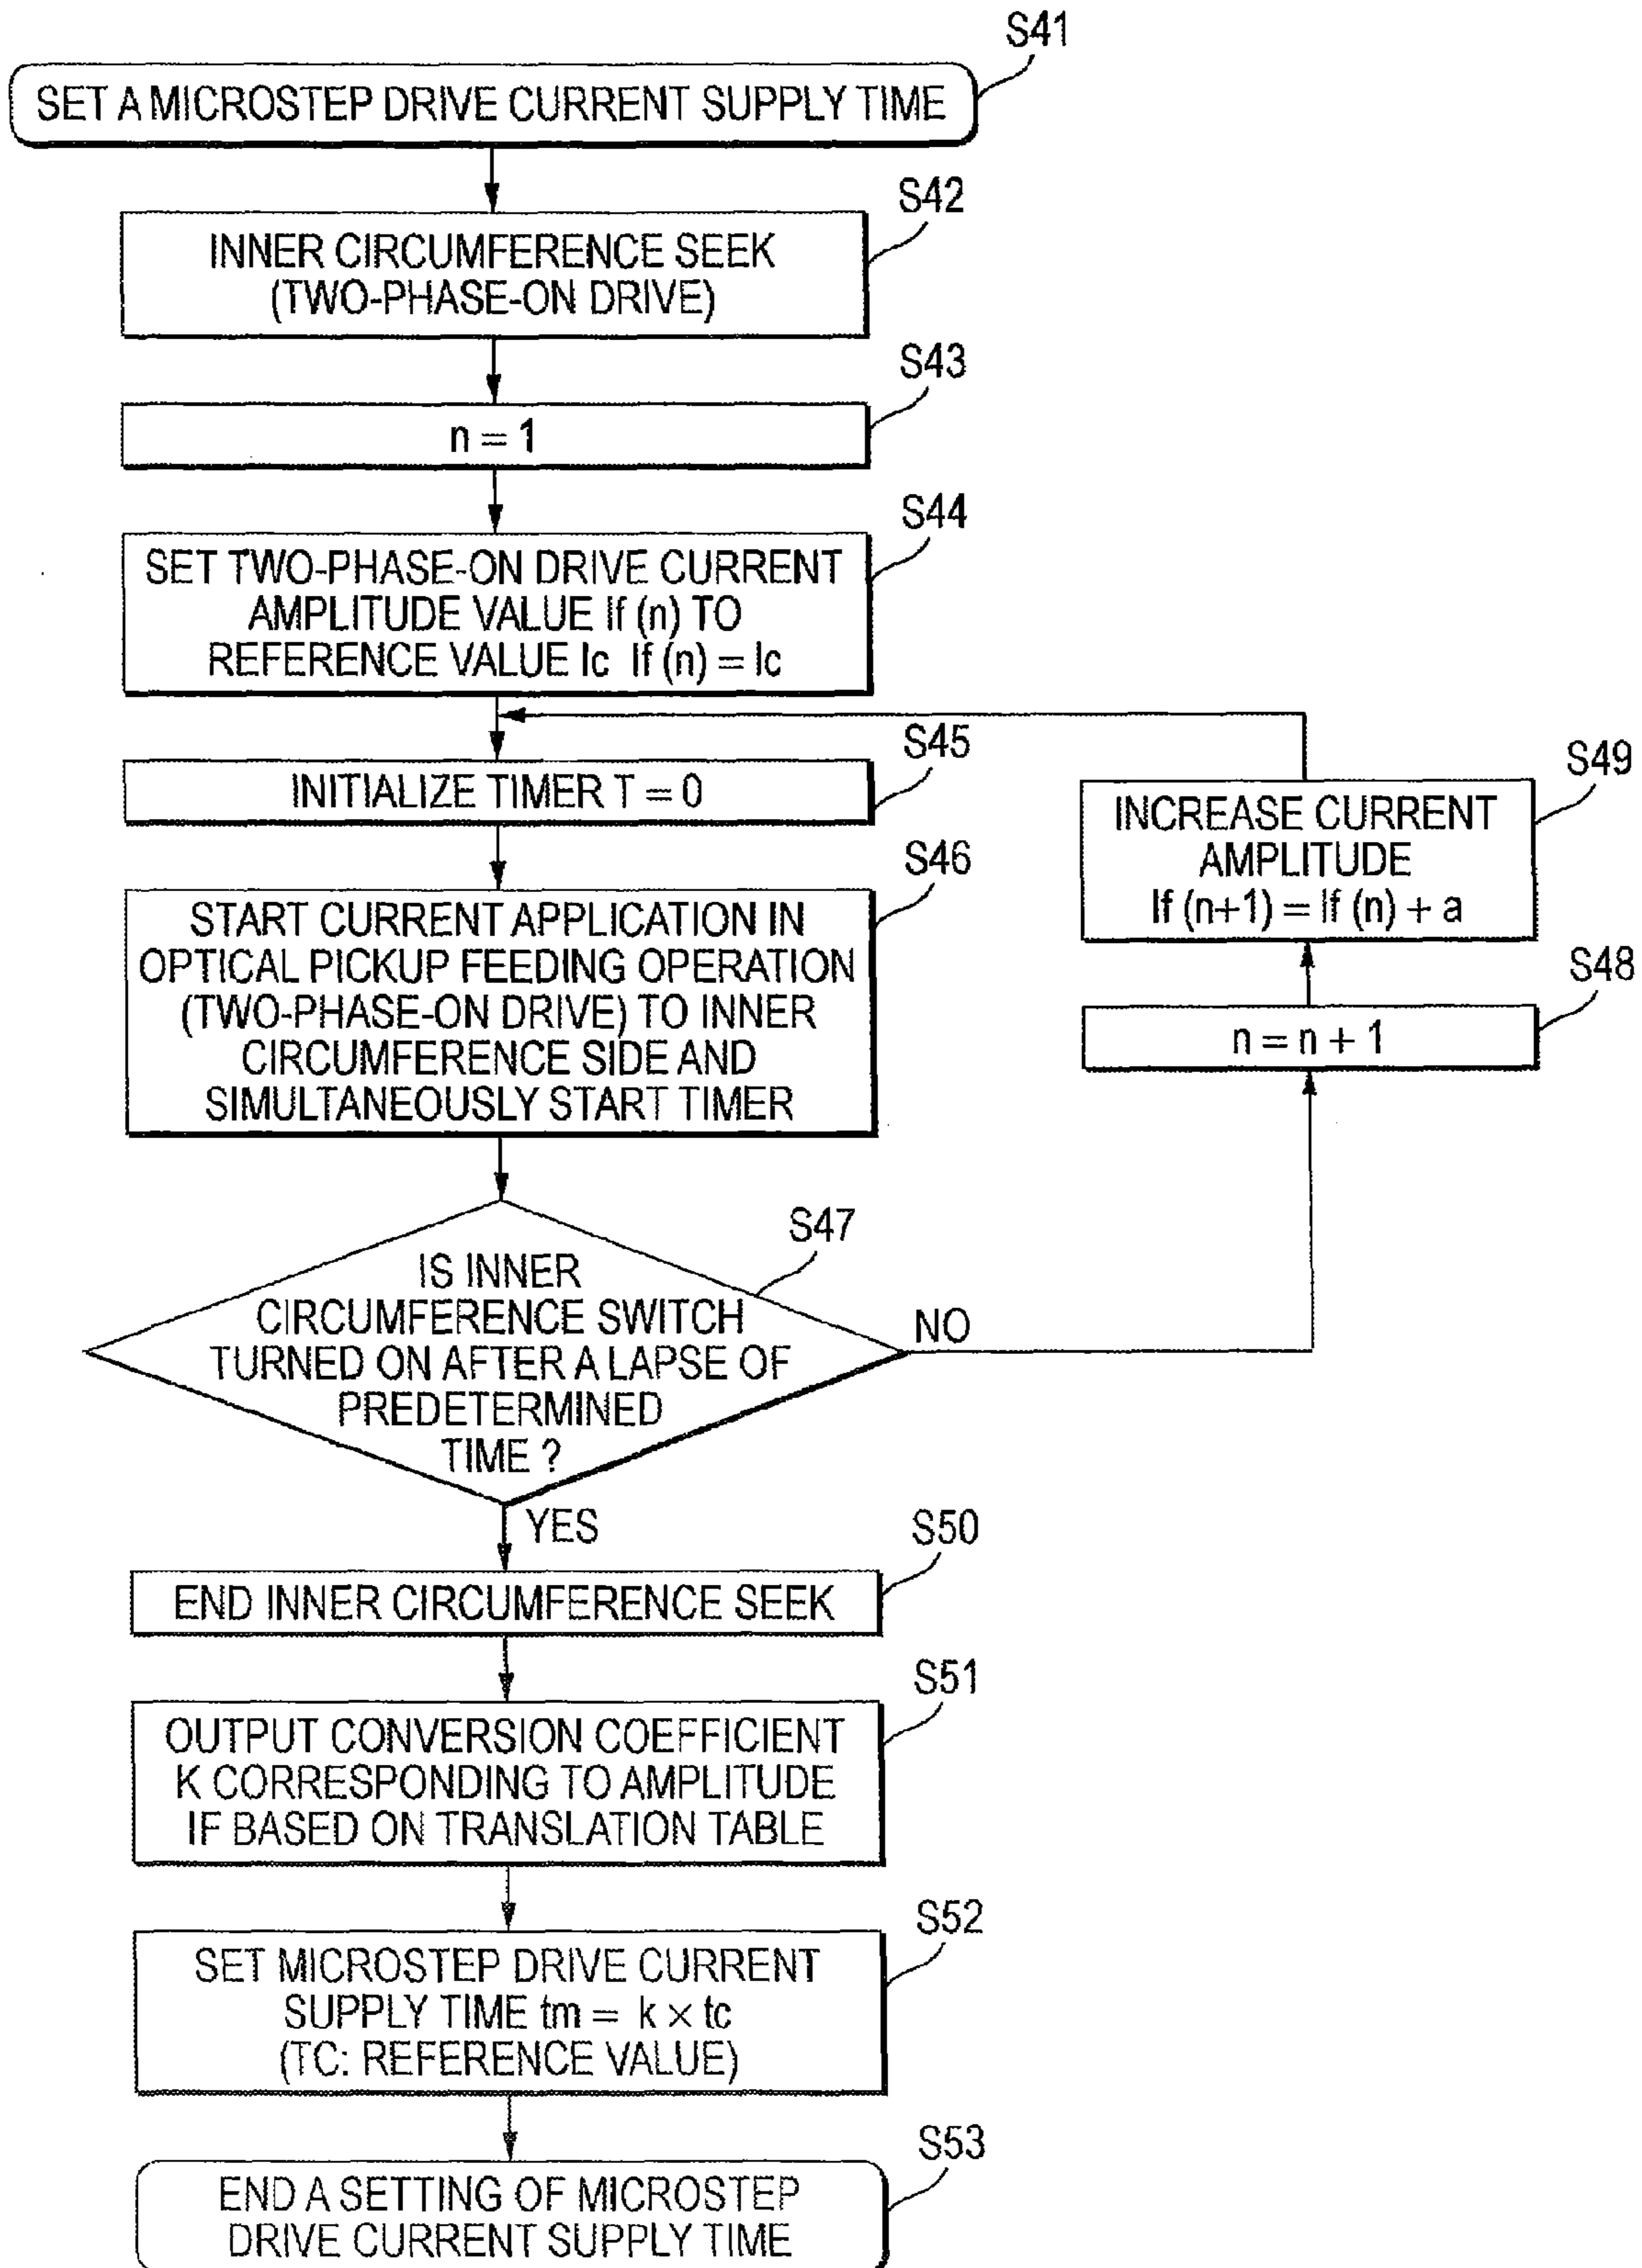 S41
SET A MICROSTEP DRIVE CURRENT SUPPLY TIME
S42
INNER CIRCUMFERENCE SEEK
(TWO-PHASE-ON DRIVE)
S43
n = 1
S44
SET TWO-PHASE-ON DRIVE CURRENT
AMPLITUDE VALUE If (n) TO
REFERENCE VALUE Ic If (n) = Ic
S45
INITIALIZE TIMER T = 0
S46
START CURRENT APPLICATION IN
OPTICAL PICKUP FEEDING OPERATION
(TWO-PHASE-ON DRIVE) TO INNER
CIRCUMFERENCE SIDE AND
SIMULTANEOUSLY START TIMER
S47
IS INNER
CIRCUMFERENCE SWITCH
TURNED ON AFTER A LAPSE OF
PREDETERMINED
TIME ?
NO
S48
n = n + 1
S49
INCREASE CURRENT
AMPLITUDE
If (n+1) = If (n) + a
YES
S50
END INNER CIRCUMFERENCE SEEK
S51
OUTPUT CONVERSION COEFFICIENT
K CORRESPONDING TO AMPLITUDE
IF BASED ON TRANSLATION TABLE
S52
SET MICROSTEP DRIVE CURRENT
SUPPLY TIME tm = k × tc
(TC: REFERENCE VALUE)
S53
END A SETTING OF MICROSTEP
DRIVE CURRENT SUPPLY TIME